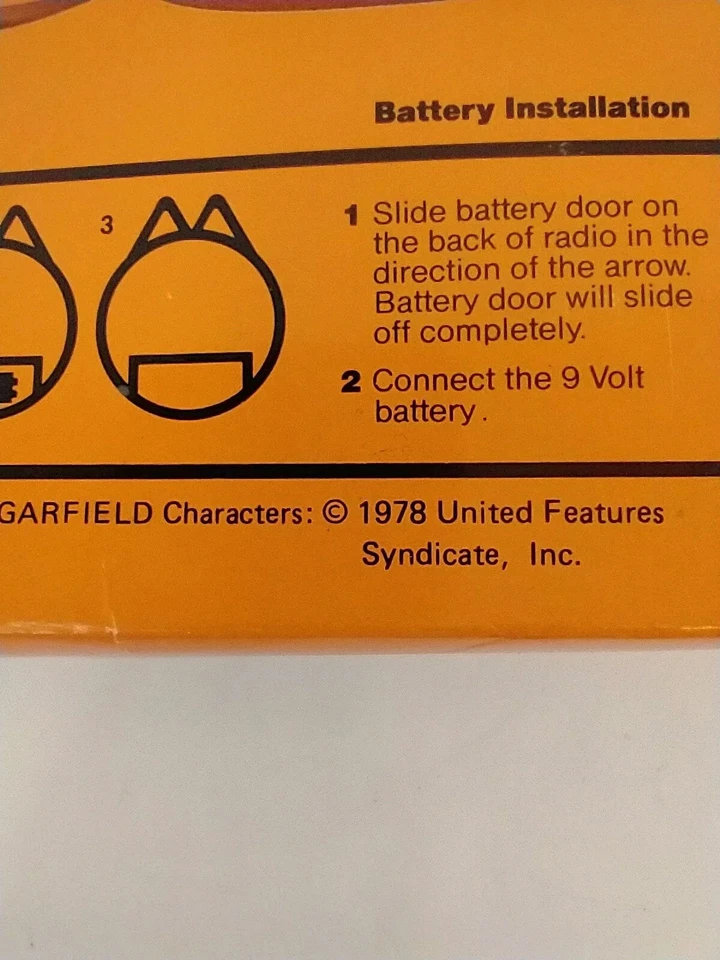 Battery Installation
3
1 Slide battery door on
the back of radio in the
direction of the arrow.
Battery door will slide
off completely.
2 Connect the 9 Volt
battery.
GARFIELD Characters: © 1978 United Features
Syndicate, Inc.